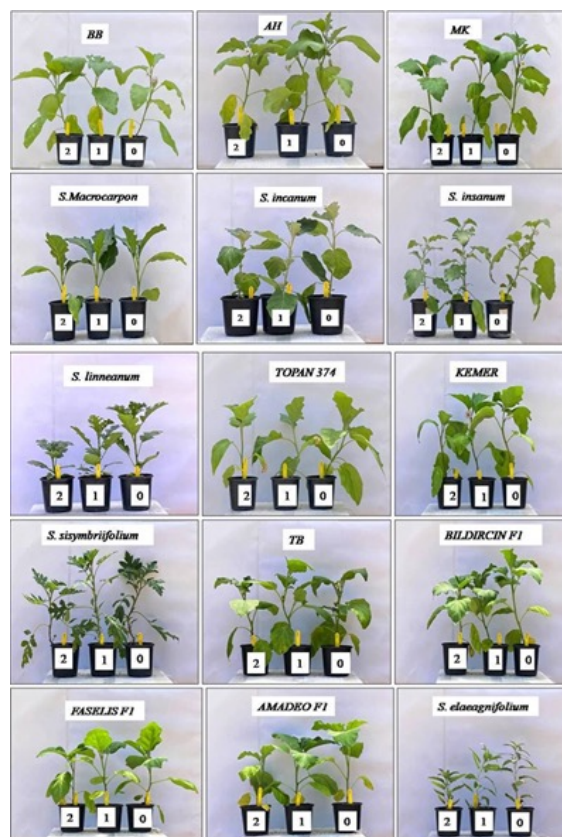 BB
AH
MK
2 1 0
2 1 0
2 1 0
S.Macrocarpon
S. incanum
S. insanum
2 1 0
2 1 0
2 1 0
S. linneanum
TOPAN 374
KEMER
2 1 0
2 1 0
2 1 0
S. sisymbriifolium
TB
BILDIRCIN F1
2 1 0
2 1 0
2 1 0
FASELIS F1
AMADEO F1
S. elaeagnifolium
2 1 0
2 1 0
2 1 0